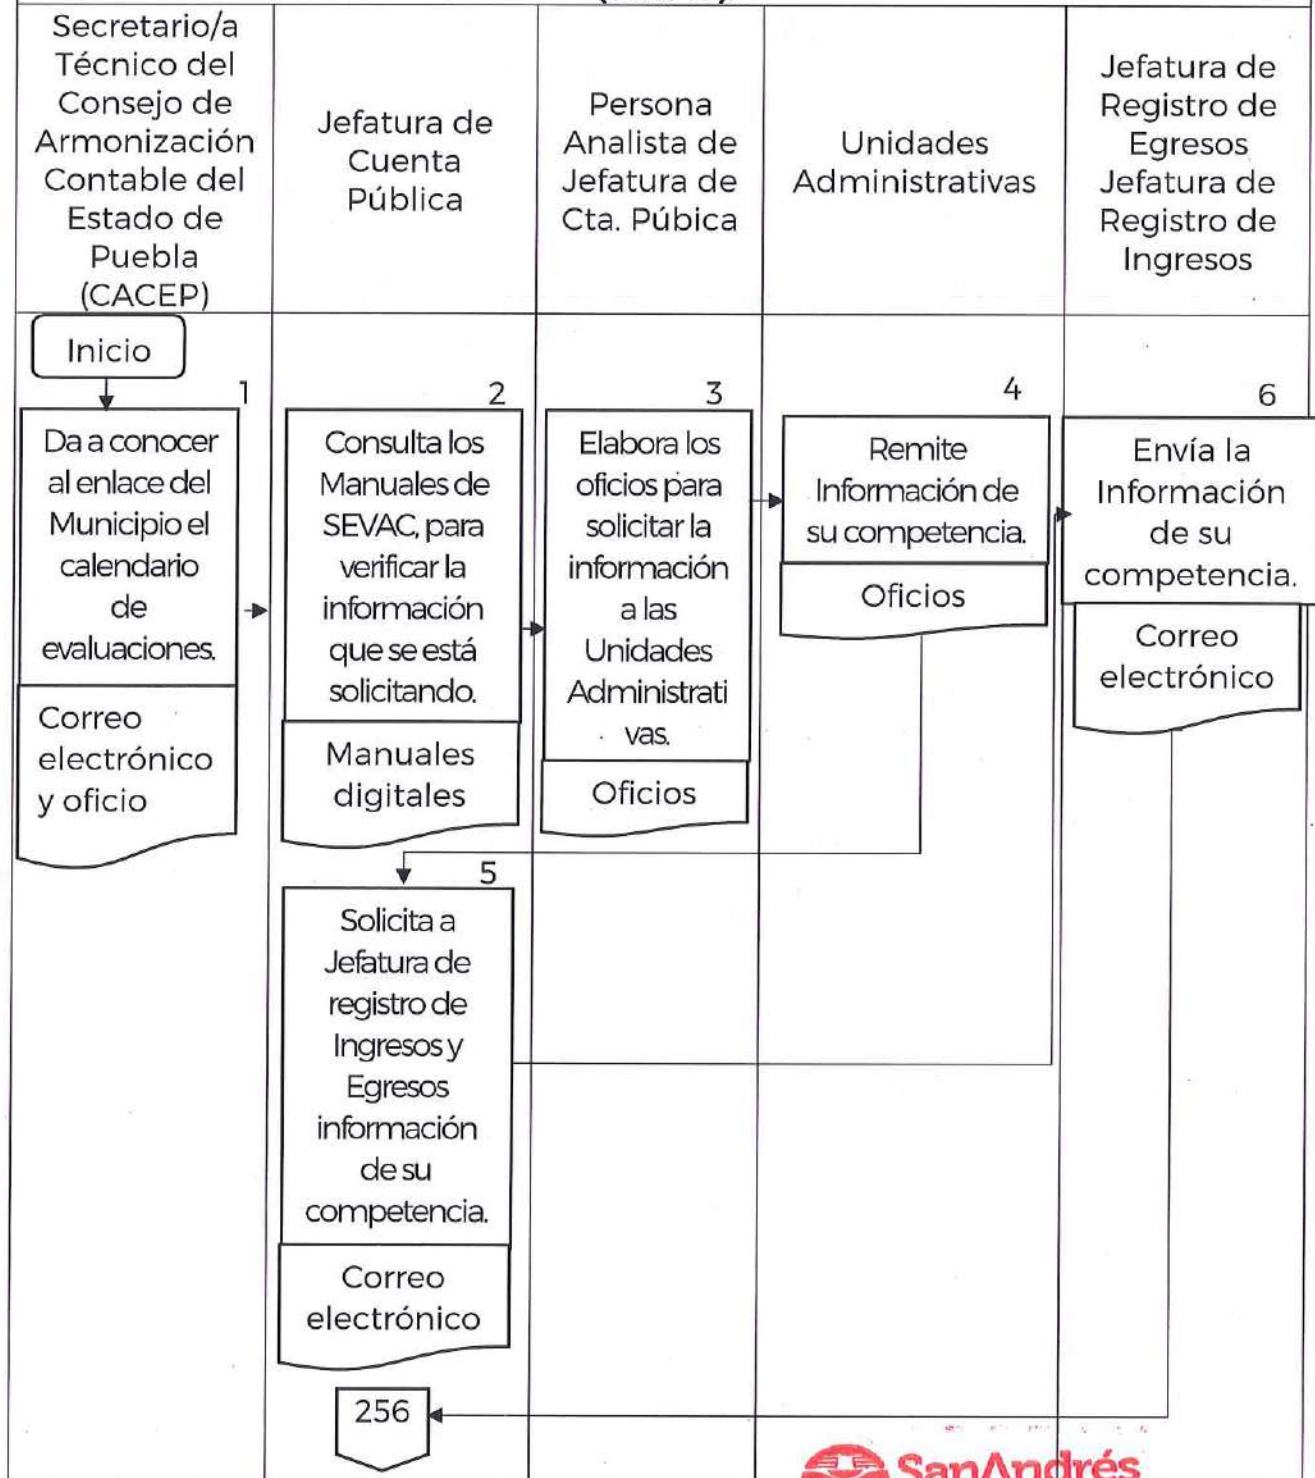 Secretario/a
Técnico del
Consejo de
Armonización
Contable del
Estado de
Puebla
(CACEP)
Jefatura de
Cuenta
Pública
Persona
Analista de
Jefatura de
Cta. Púbica
Unidades
Administrativas
Jefatura de
Registro de
Egresos
Jefatura de
Registro de
Ingresos
Inicio
1
Da a conocer
al enlace del
Municipio el
calendario
de
evaluaciones.
Correo
electrónico
y oficio
2
Consulta los
Manuales de
SEVAC, para
verificar la
información
que se está
solicitando.
Manuales
digitales
3
Elabora los
oficios para
solicitar la
información
a las
Unidades
Administrati
vas.
Oficios
4
Remite
Información de
su competencia.
Oficios
5
Solicita a
Jefatura de
registro de
Ingresos y
Egresos
información
de su
competencia.
Correo
electrónico
6
Envía la
Información
de su
competencia.
Correo
electrónico
256
SanAndrés